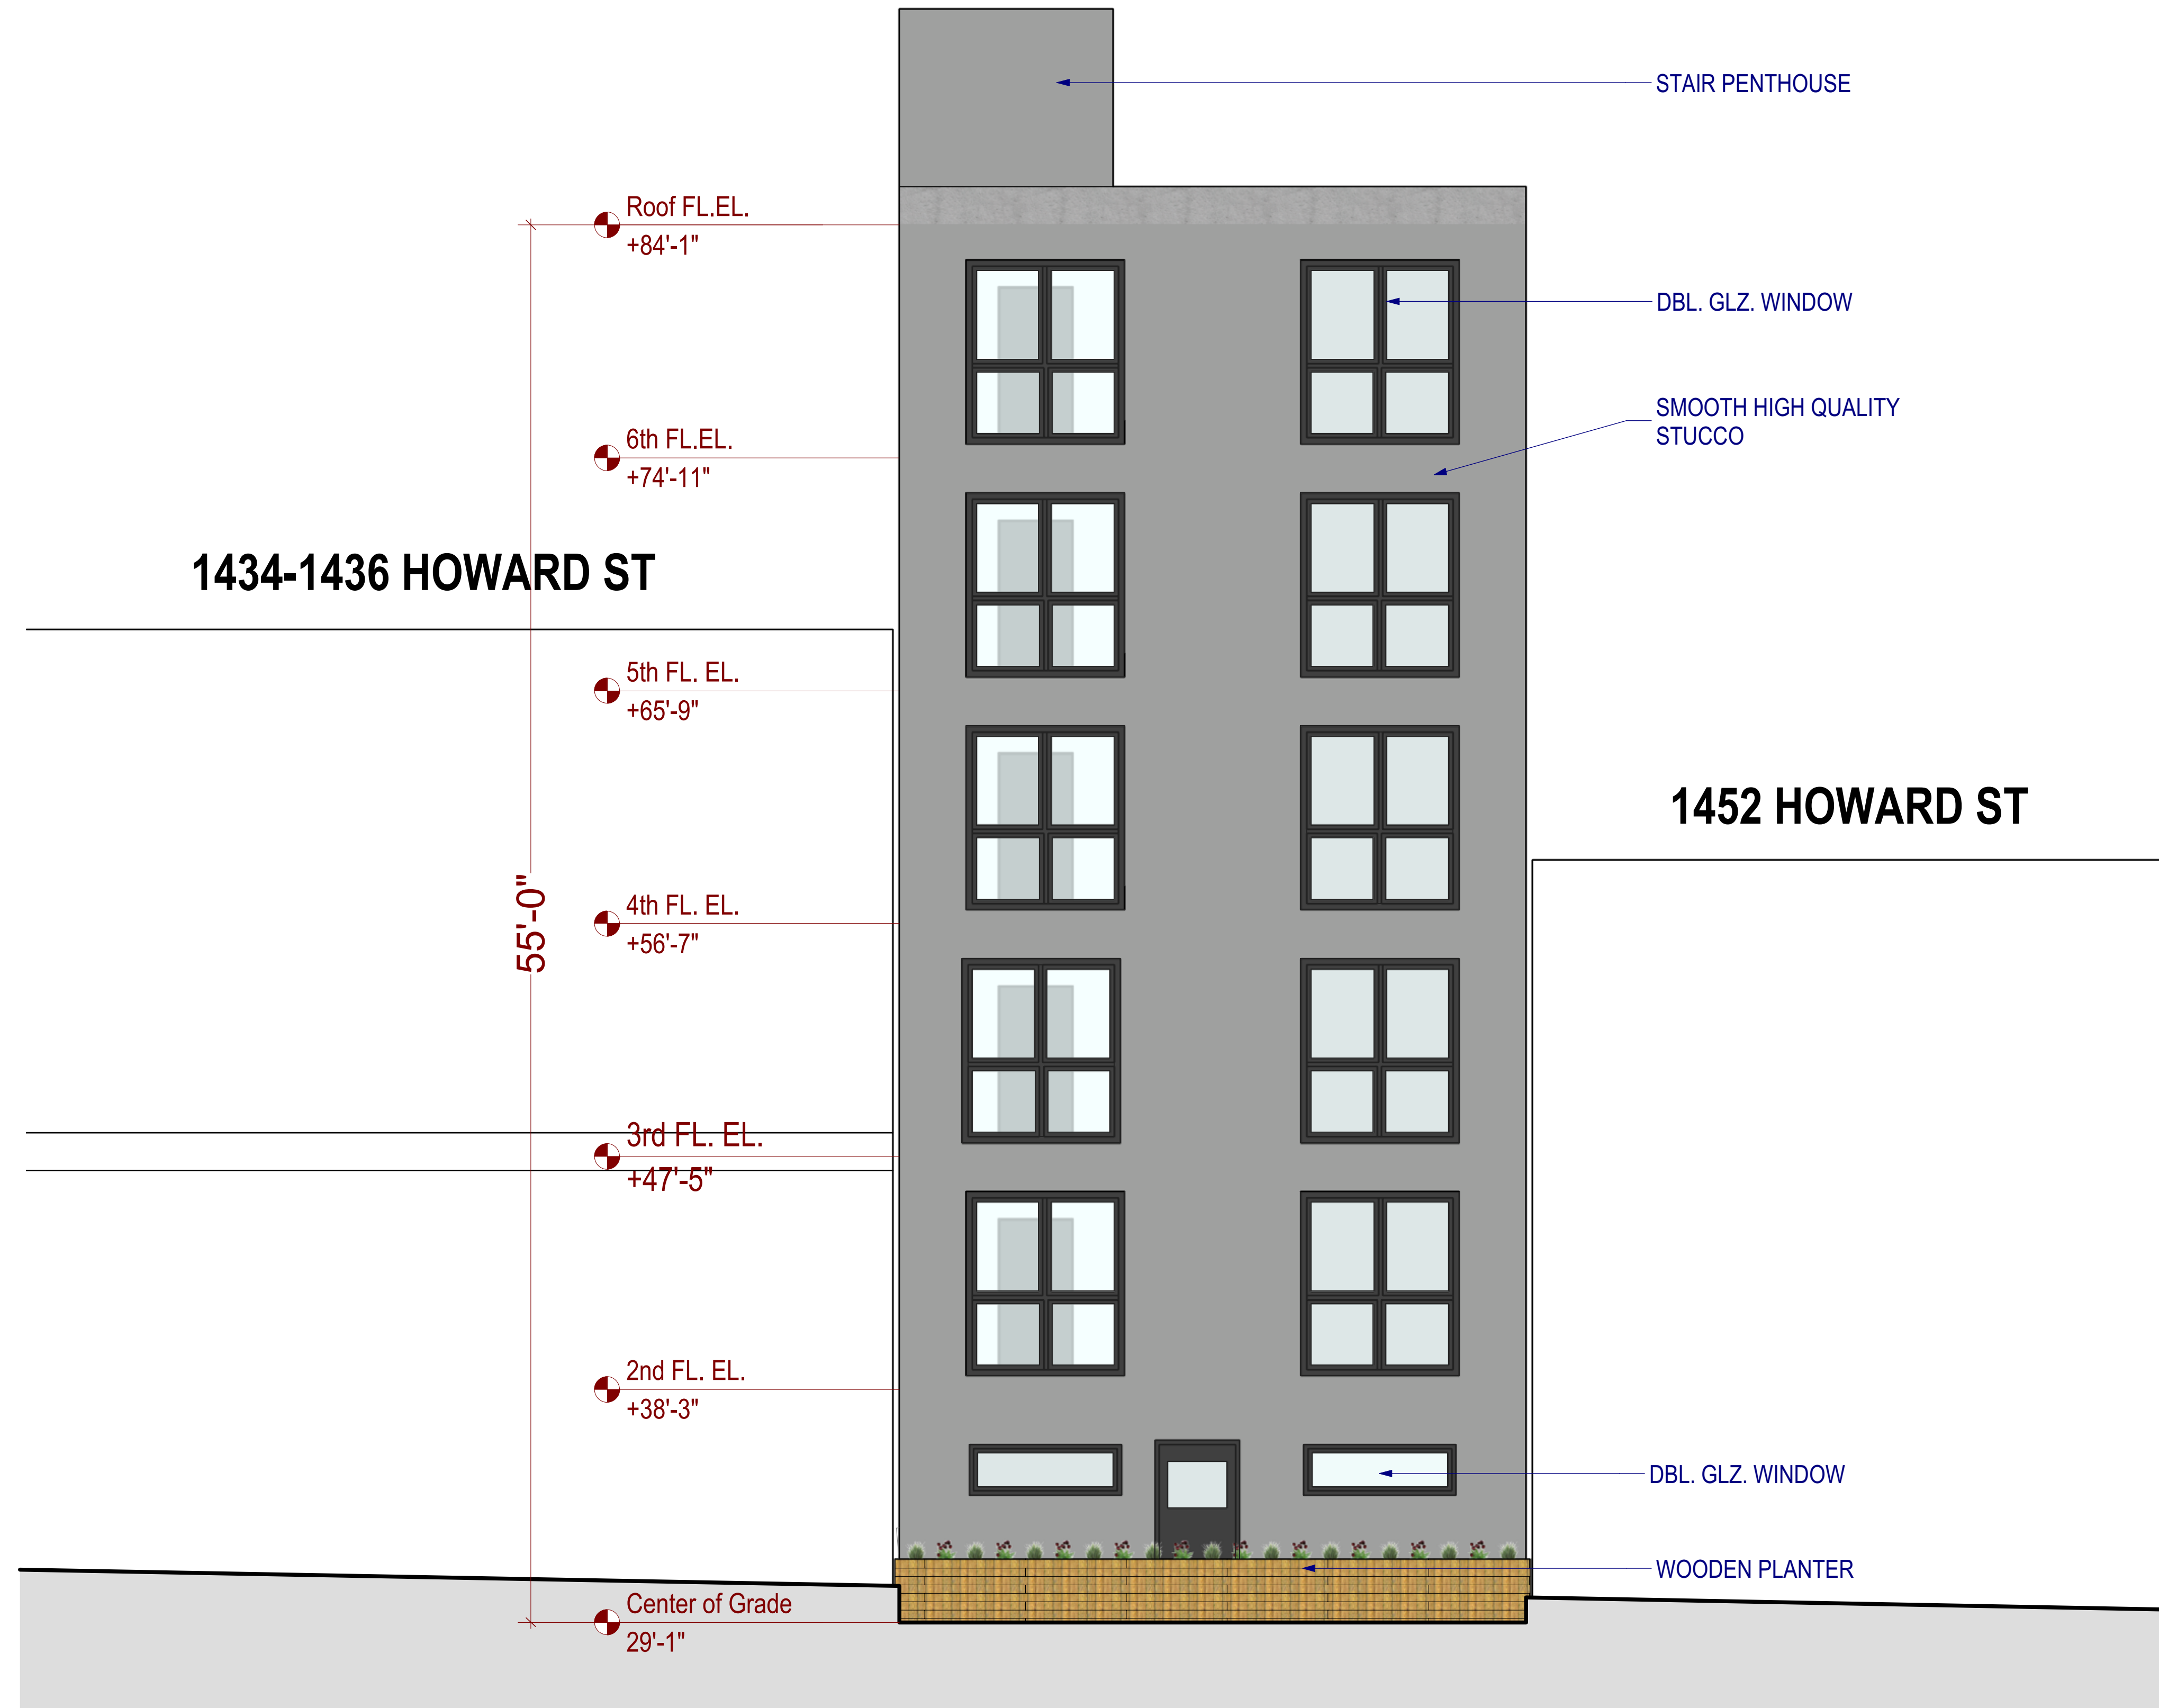 STAIR PENTHOUSE
Roof FL.EL.
+84'-1"
DBL. GLZ. WINDOW
SMOOTH HIGH QUALITY
STUCCO
6th FL.EL.
+74'-11"
1434-1436 HOWARD ST
5th FL. EL.
+65'-9"
1452 HOWARD ST
4th FL. EL.
+56'-7"
55'-0"
3rd FL. EL.
+47'-5"
2nd FL. EL.
+38'-3"
DBL. GLZ. WINDOW
WOODEN PLANTER
Center of Grade
29'-1"